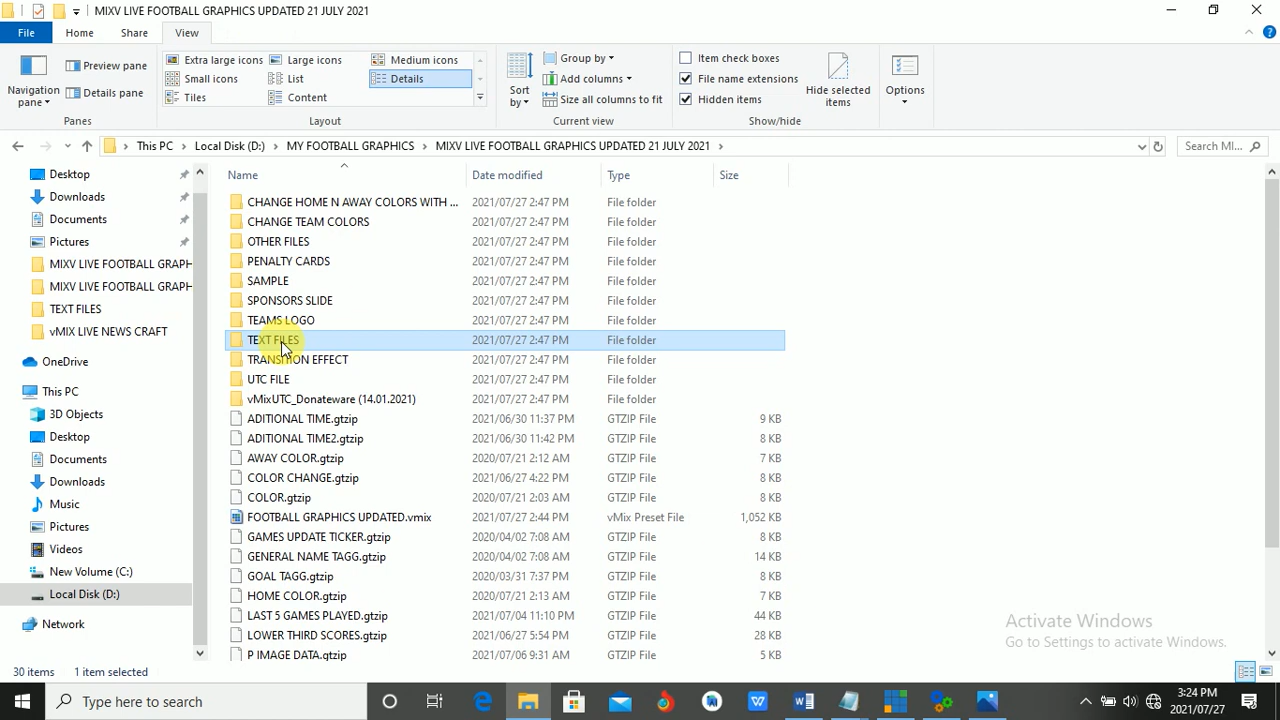 MIXV LIVE FOOTBALL GRAPHICS UPDATED 21 JULY 2021
File Home Share View
Navigation pane
Preview pane
Details pane
Panes
Extra large icons Large icons Medium icons
Small icons List Details
Tiles Content
Layout
Sort by
Group by
Add columns
Size all columns to fit
Current view
Item check boxes
File name extensions
Hidden items
Hide selected items
Show/hide
Options
This PC Local Disk (D:) MY FOOTBALL GRAPHICS MIXV LIVE FOOTBALL GRAPHICS UPDATED 21 JULY 2021
Search MI...
Desktop
Downloads
Documents
Pictures
MIXV LIVE FOOTBALL GRAPH
MIXV LIVE FOOTBALL GRAPH
TEXT FILES
vMIX LIVE NEWS CRAFT
OneDrive
This PC
3D Objects
Desktop
Documents
Downloads
Music
Pictures
Videos
New Volume (C:)
Local Disk (D:)
Network
Name Date modified Type Size
CHANGE HOME N AWAY COLORS WITH ... 2021/07/27 2:47 PM File folder
CHANGE TEAM COLORS 2021/07/27 2:47 PM File folder
OTHER FILES 2021/07/27 2:47 PM File folder
PENALTY CARDS 2021/07/27 2:47 PM File folder
SAMPLE 2021/07/27 2:47 PM File folder
SPONSORS SLIDE 2021/07/27 2:47 PM File folder
TEAMS LOGO 2021/07/27 2:47 PM File folder
TEXT FILES 2021/07/27 2:47 PM File folder
TRANSITION EFFECT 2021/07/27 2:47 PM File folder
UTC FILE 2021/07/27 2:47 PM File folder
vMixUTC_Donateware (14.01.2021) 2021/07/27 2:47 PM File folder
ADITIONAL TIME.gtzip 2021/06/30 11:37 PM GTZIP File 9 KB
ADITIONAL TIME2.gtzip 2021/06/30 11:42 PM GTZIP File 8 KB
AWAY COLOR.gtzip 2020/07/21 2:12 AM GTZIP File 7 KB
COLOR CHANGE.gtzip 2021/06/27 4:22 PM GTZIP File 8 KB
COLOR.gtzip 2020/07/21 2:03 AM GTZIP File 8 KB
FOOTBALL GRAPHICS UPDATED.vmix 2021/07/27 2:44 PM vMix Preset File 1,052 KB
GAMES UPDATE TICKER.gtzip 2020/04/02 7:08 AM GTZIP File 8 KB
GENERAL NAME TAGG.gtzip 2020/04/02 7:08 AM GTZIP File 14 KB
GOAL TAGG.gtzip 2020/03/31 7:37 PM GTZIP File 8 KB
HOME COLOR.gtzip 2020/07/21 2:13 AM GTZIP File 7 KB
LAST 5 GAMES PLAYED.gtzip 2021/07/04 11:10 PM GTZIP File 44 KB
LOWER THIRD SCORES.gtzip 2021/06/27 5:54 PM GTZIP File 28 KB
P IMAGE DATA.gtzip 2021/07/06 9:31 AM GTZIP File 5 KB
Activate Windows
Go to Settings to activate Windows.
30 items 1 item selected
Type here to search
3:24 PM
2021/07/27